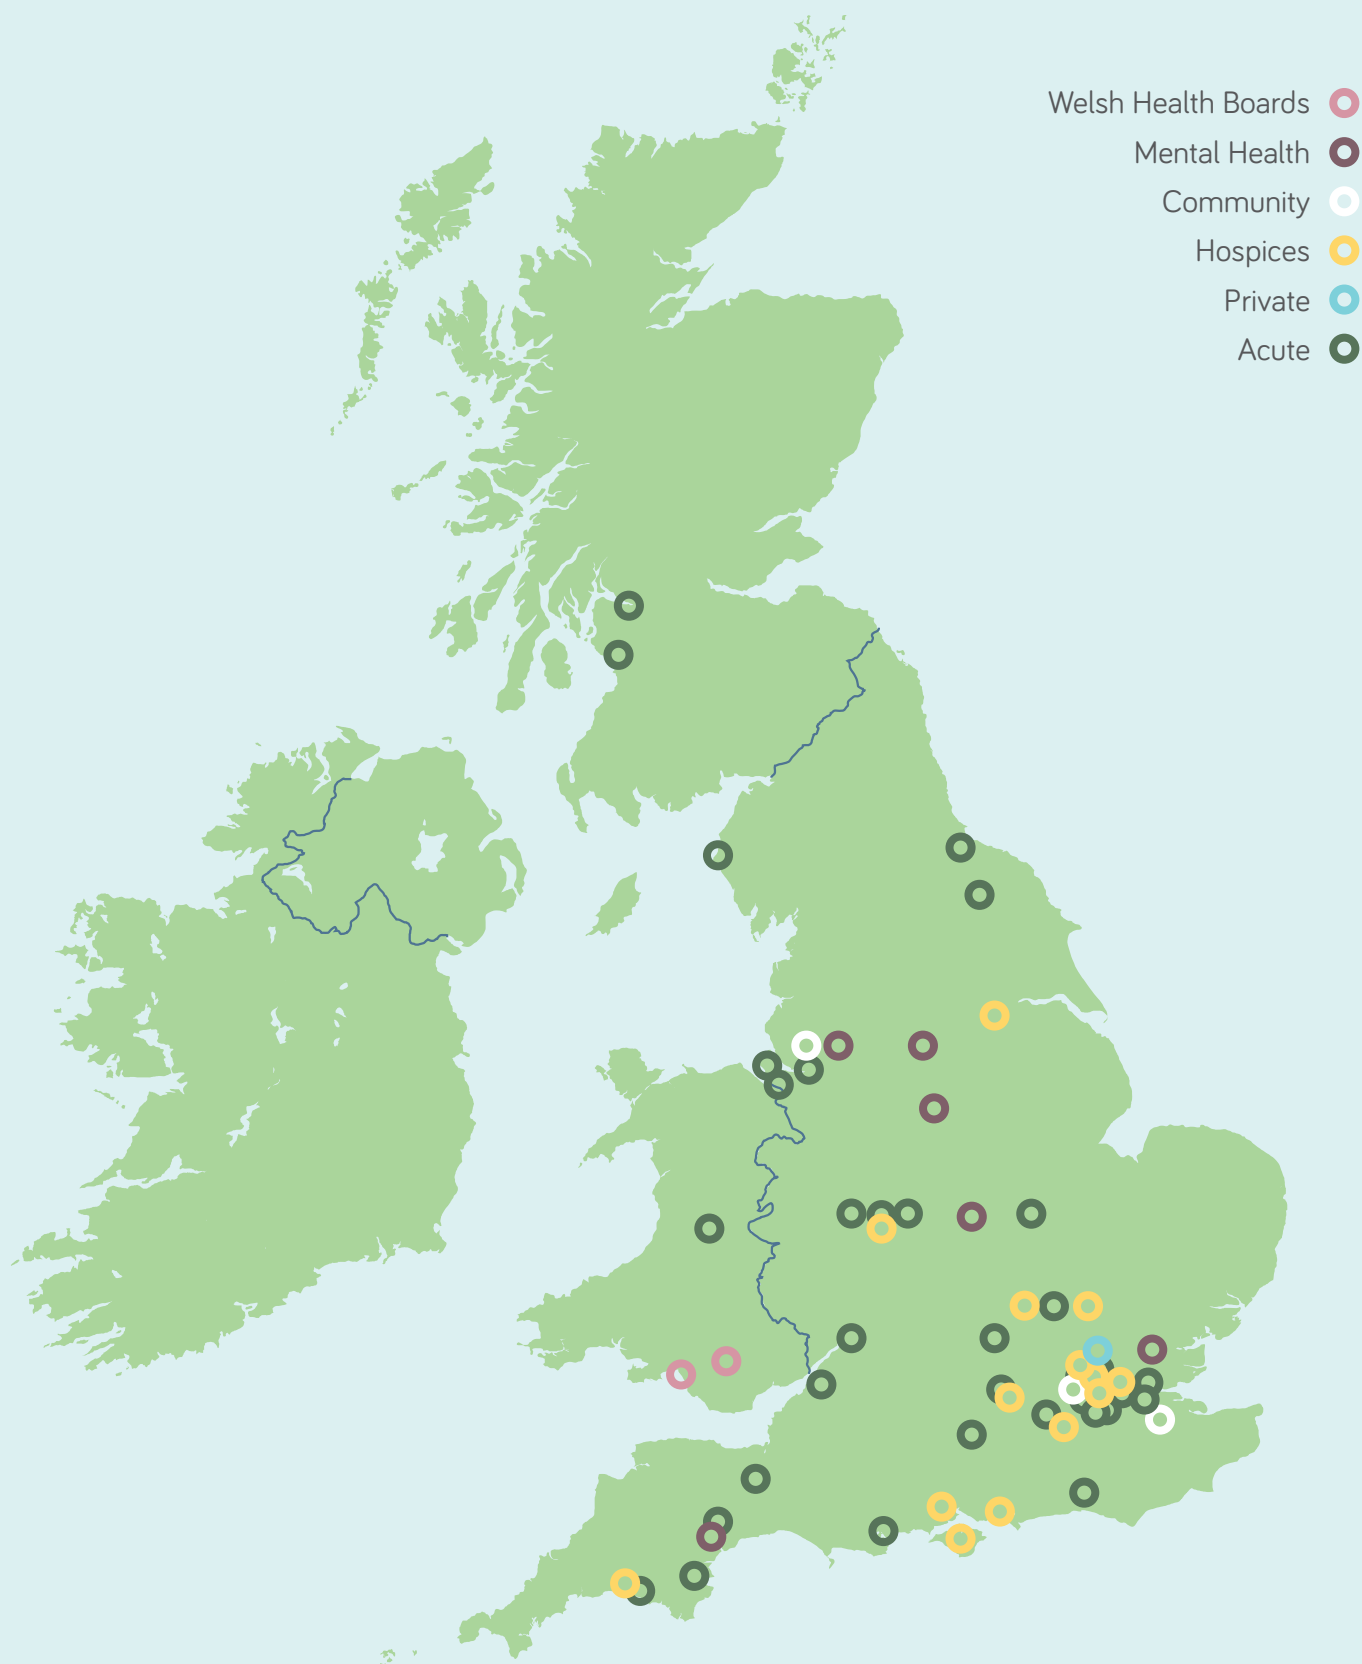 Welsh Health Boards
Mental Health
Community
Hospices
Private
Acute